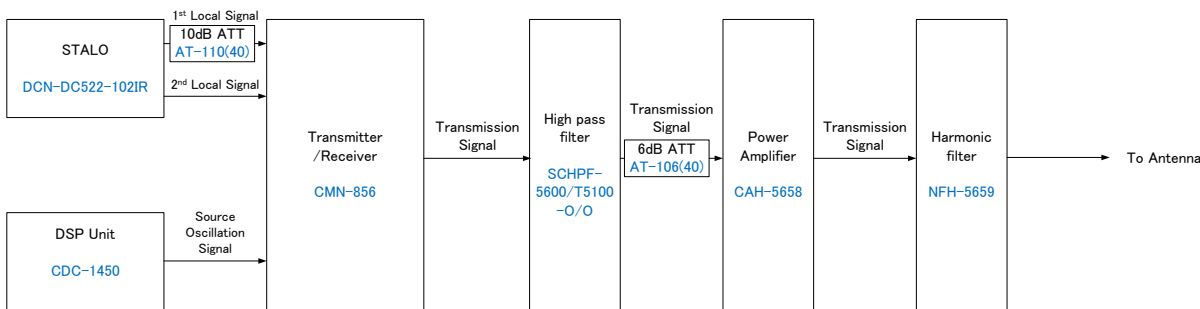 1st Local Signal
10dB ATT
AT-110(40)
STALO
DCN-DC522-102IR
2nd Local Signal
Transmitter
/Receiver
CMN-856
Transmission
Signal
High pass
filter
SCHPF-
5600/T5100
-O/O
Transmission
Signal
6dB ATT
AT-106(40)
Power
Amplifier
CAH-5658
Transmission
Signal
Harmonic
filter
NFH-5659
To Antenna
DSP Unit
CDC-1450
Source
Oscillation
Signal